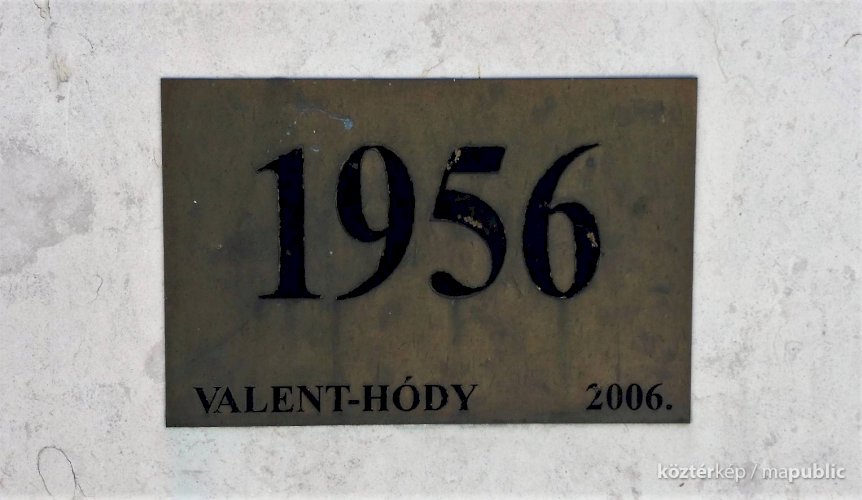 1956
VALENT-HÓDY 2006.
köztérkép / mapublic